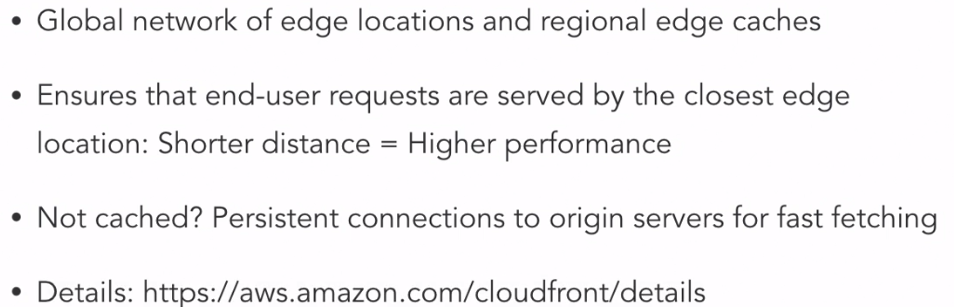 • Global network of edge locations and regional edge caches
• Ensures that end-user requests are served by the closest edge
location: Shorter distance = Higher performance
• Not cached? Persistent connections to origin servers for fast fetching
• Details: https://aws.amazon.com/cloudfront/details